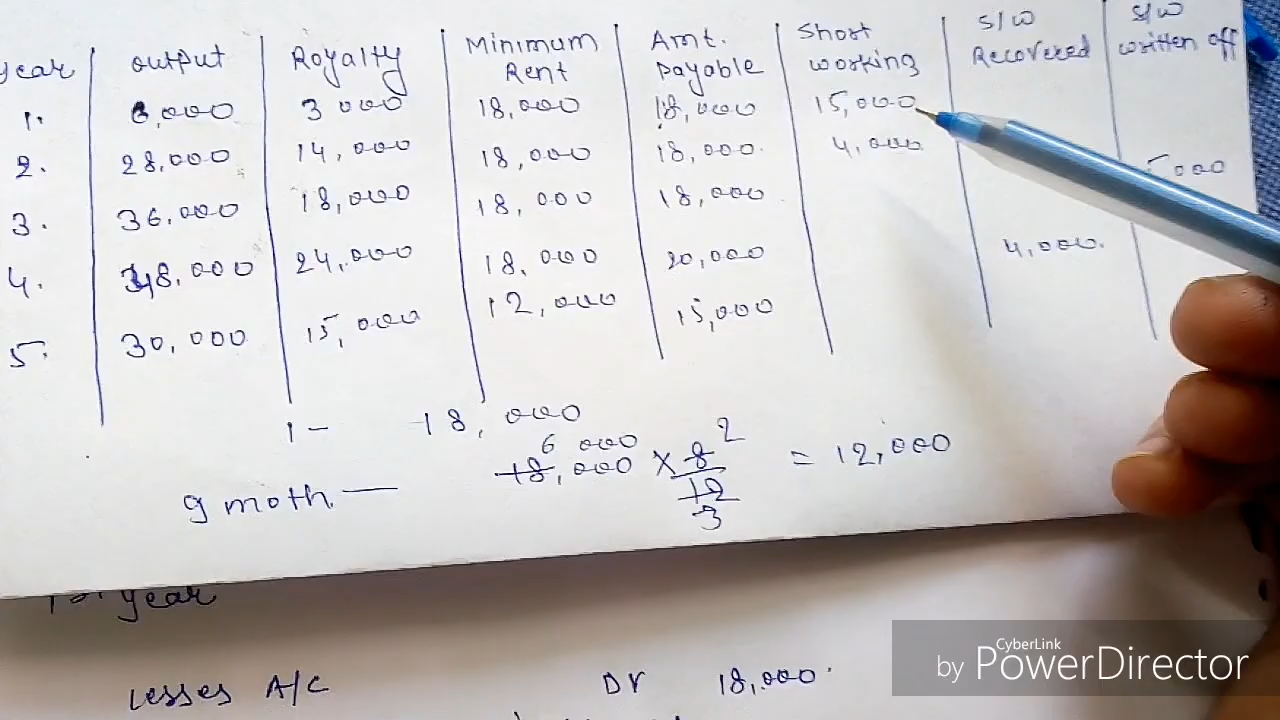 year output Royalty Minimum Rent Amt. Payable Short working S/W Recovered S/W written off
1. 6,000 3000 18,000 18,000 15,000
2. 28,000 14,000 18,000 18,000. 4,000 5000
3. 36.000 18,000 18,000 18,000
4. 48,000 24,000 18.000 20,000 4,000.
5. 30,000 15,000 12,000 15,000
1 - 18,000
6 000 2
18,000 × 8 = 12,000
12
3
9 moth. —
year
Lesses A/C Dr 18,000.
CyberLink
by PowerDirector